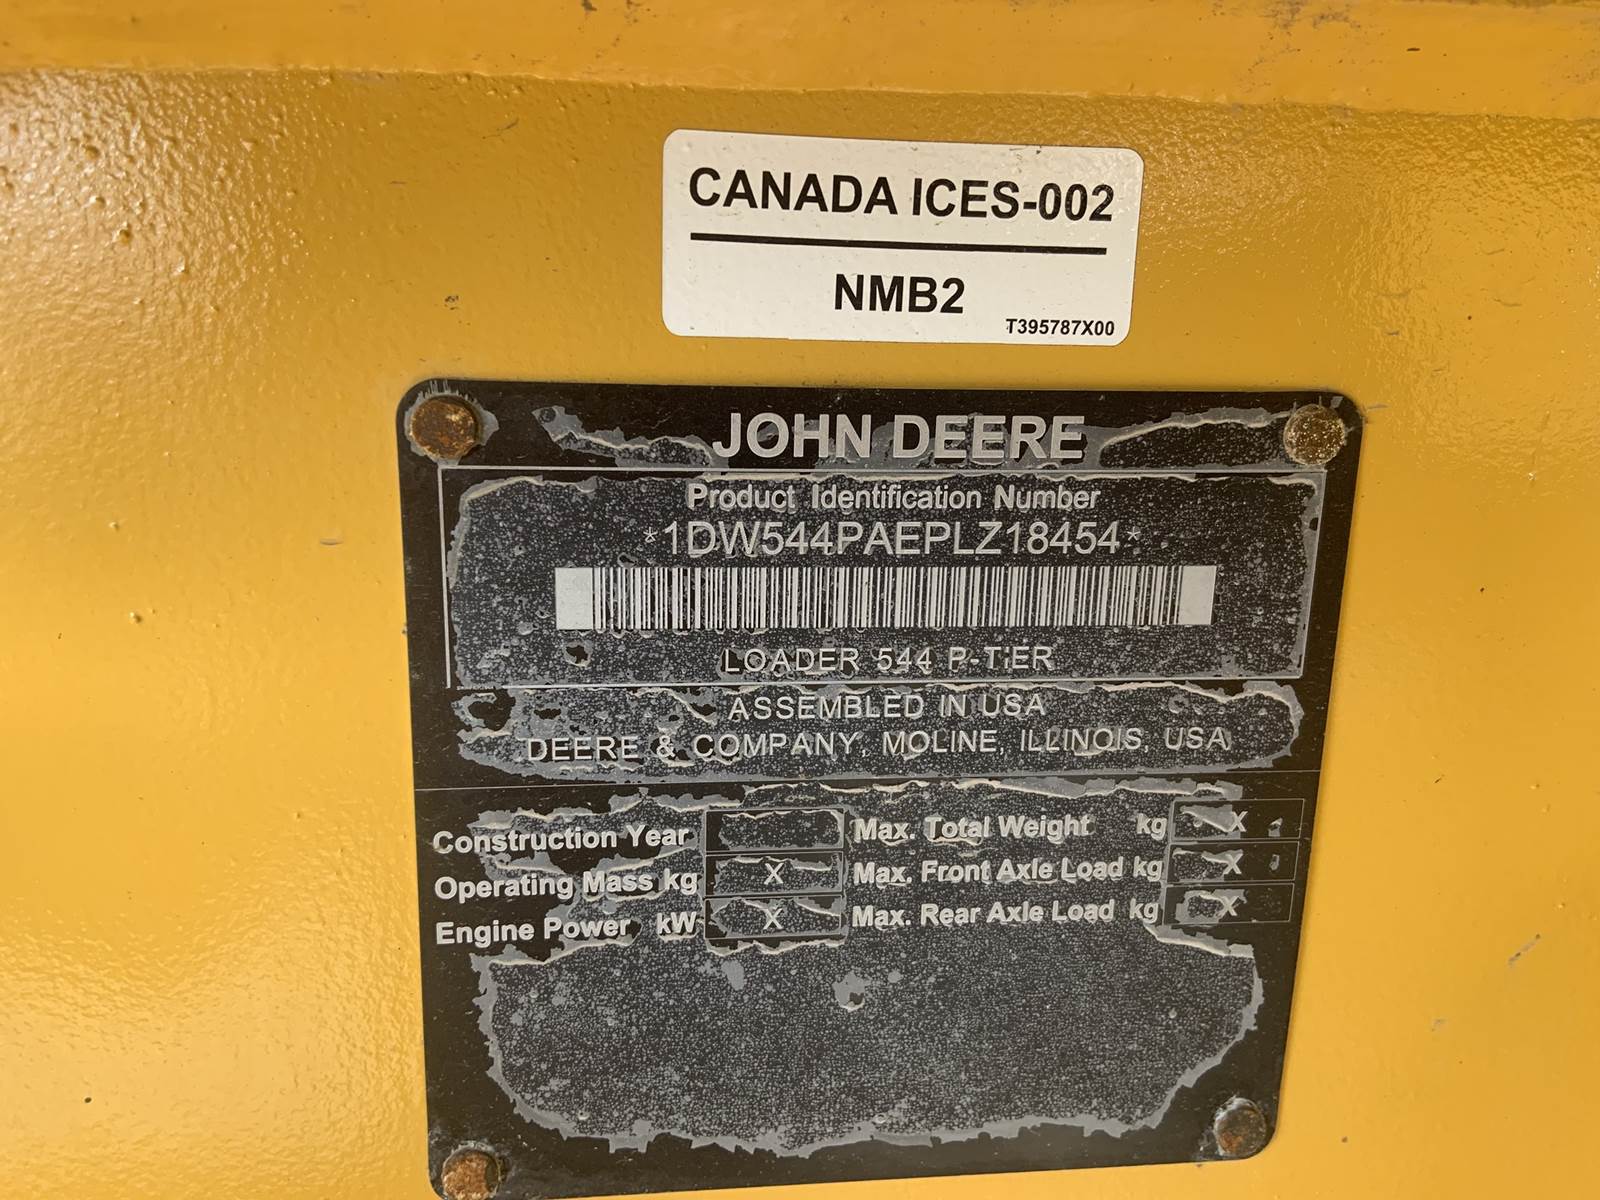 CANADA ICES-002
NMB2
T395787X00
JOHN DEERE
Product Identification Number
*1DW544PAEPLZ18454*
LOADER 544 P-TIER
ASSEMBLED IN USA
DEERE & COMPANY, MOLINE, ILLINOIS, USA
Construction Year Max. Total Weight kg X
Operating Mass kg X Max. Front Axle Load kg X
Engine Power kW X Max. Rear Axle Load kg X